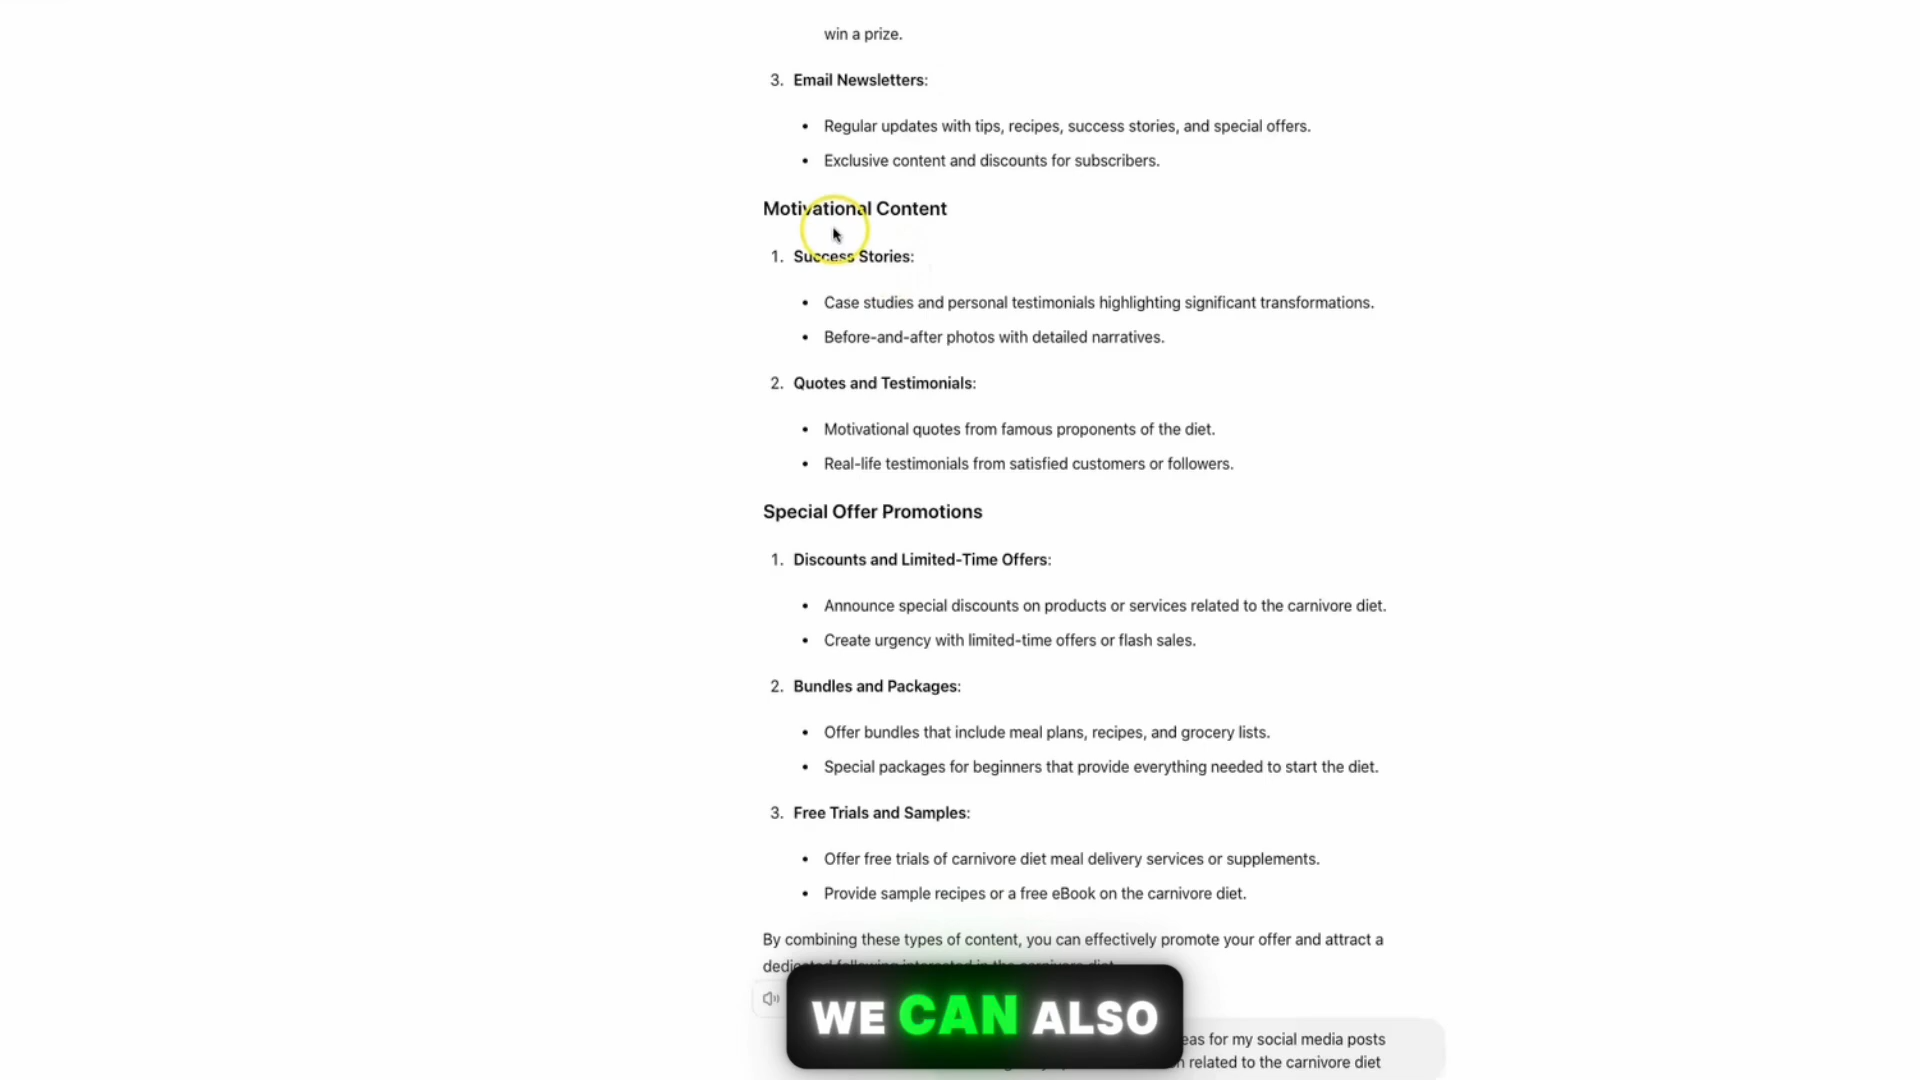 win a prize.
3. Email Newsletters:
• Regular updates with tips, recipes, success stories, and special offers.
• Exclusive content and discounts for subscribers.
Motivational Content
1. Success Stories:
• Case studies and personal testimonials highlighting significant transformations.
• Before-and-after photos with detailed narratives.
2. Quotes and Testimonials:
• Motivational quotes from famous proponents of the diet.
• Real-life testimonials from satisfied customers or followers.
Special Offer Promotions
1. Discounts and Limited-Time Offers:
• Announce special discounts on products or services related to the carnivore diet.
• Create urgency with limited-time offers or flash sales.
2. Bundles and Packages:
• Offer bundles that include meal plans, recipes, and grocery lists.
• Special packages for beginners that provide everything needed to start the diet.
3. Free Trials and Samples:
• Offer free trials of carnivore diet meal delivery services or supplements.
• Provide sample recipes or a free eBook on the carnivore diet.
By combining these types of content, you can effectively promote your offer and attract a
WE CAN ALSO
for my social media posts
related to the carnivore diet